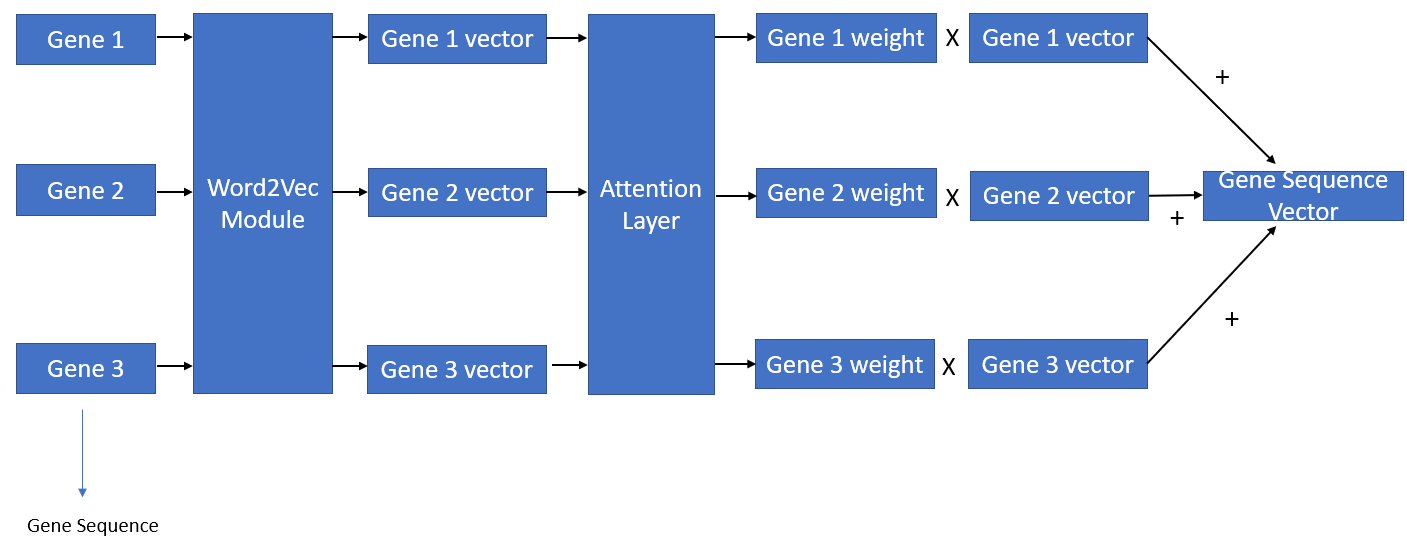 Gene 1
Gene 1 vector
Gene 1 weight
X
Gene 1 vector
+
Gene 2
Word2Vec
Module
Gene 2 vector
Attention
Layer
Gene 2 weight
X
Gene 2 vector
+
Gene Sequence
Vector
Gene 3
Gene 3 vector
Gene 3 weight
X
Gene 3 vector
+
Gene Sequence